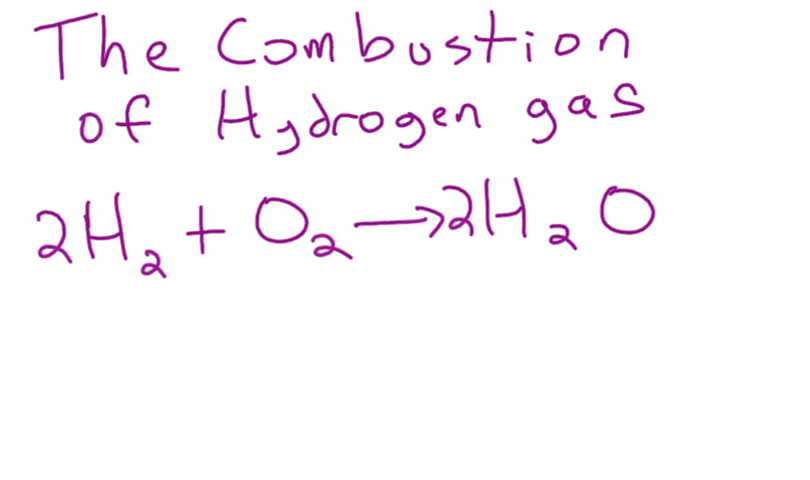 The Combustion
of Hydrogen gas
2H₂ + O₂ → 2H₂O